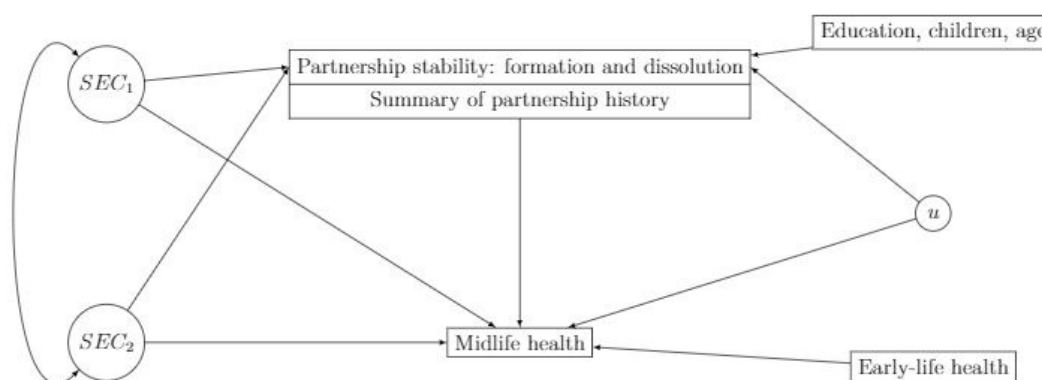 Education, children, age
SEC₁
Partnership stability: formation and dissolution
Summary of partnership history
u
SEC₂
Midlife health
Early-life health